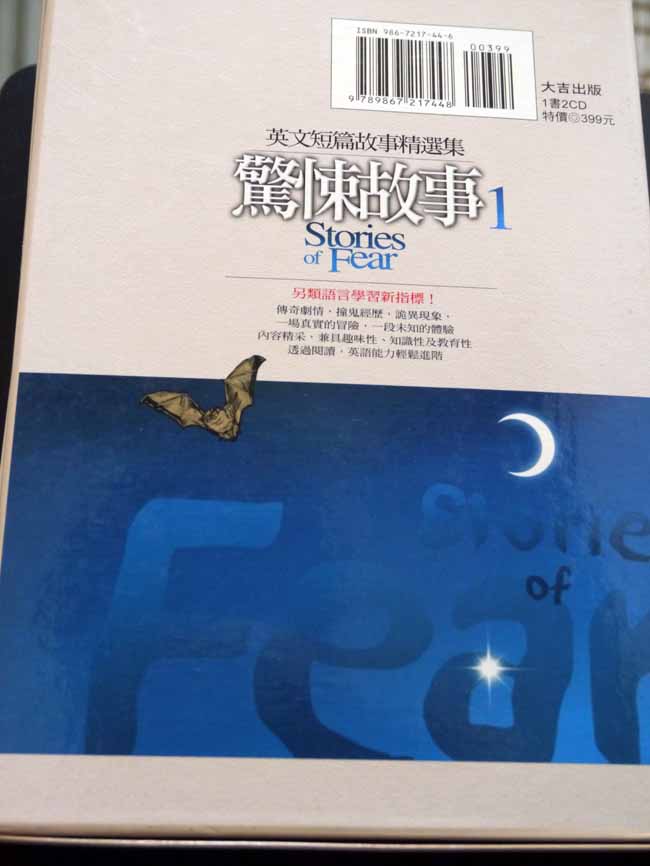 ISBN 986-7217-44-6
00399
9 789867 217448
大吉出版
1書2CD
特價◎399元
英文短篇故事精選集
驚悚故事1
Stories
of Fear
另類語言學習新指標！
傳奇劇情，撞鬼經歷，詭異現象，
一場真實的冒險，一段未知的體驗
內容精采，兼具趣味性、知識性及教育性
透過閱讀，英語能力輕鬆進階
Storie
of
Fear
Fear